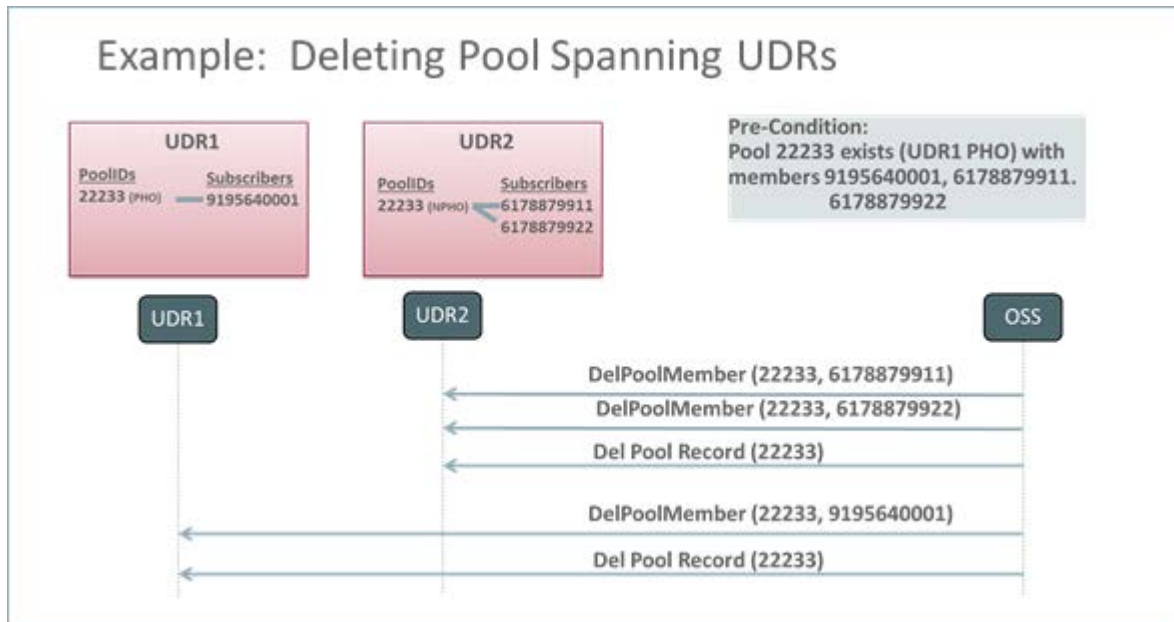 Example: Deleting Pool Spanning UDRs
UDR1
PoolIDs Subscribers
22233 (PHO) 9195640001
UDR2
PoolIDs Subscribers
22233 (NPHO) 6178879911
6178879922
Pre-Condition:
Pool 22233 exists (UDR1 PHO) with
members 9195640001, 6178879911.
6178879922
UDR1
UDR2
OSS
DelPoolMember (22233, 6178879911)
DelPoolMember (22233, 6178879922)
Del Pool Record (22233)
DelPoolMember (22233, 9195640001)
Del Pool Record (22233)